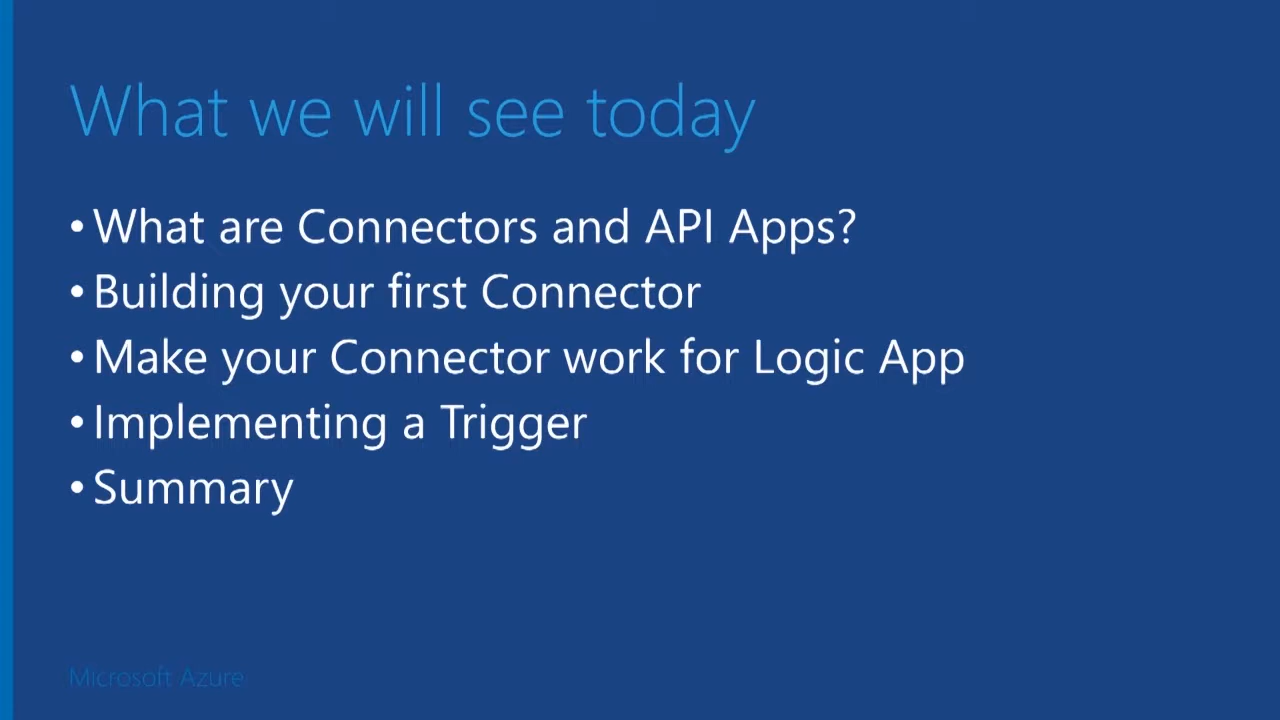 What we will see today
• What are Connectors and API Apps?
• Building your first Connector
• Make your Connector work for Logic App
• Implementing a Trigger
• Summary
Microsoft Azure